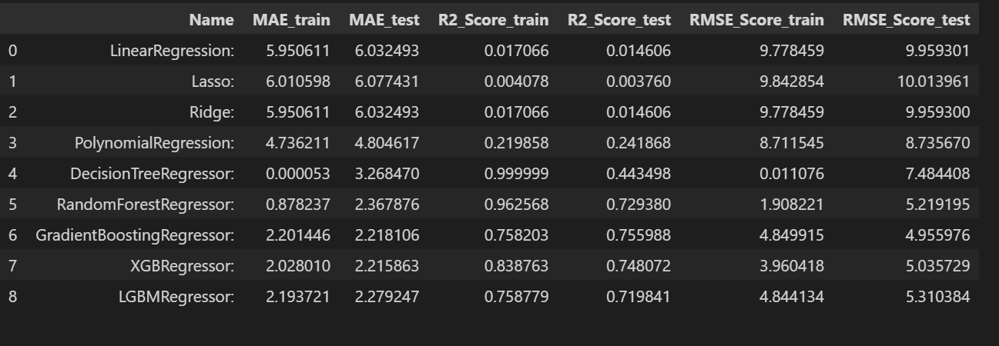 Name MAE_train MAE_test R2_Score_train R2_Score_test RMSE_Score_train RMSE_Score_test
0 LinearRegression: 5.950611 6.032493 0.017066 0.014606 9.778459 9.959301
1 Lasso: 6.010598 6.077431 0.004078 0.003760 9.842854 10.013961
2 Ridge: 5.950611 6.032493 0.017066 0.014606 9.778459 9.959300
3 PolynomialRegression: 4.736211 4.804617 0.219858 0.241868 8.711545 8.735670
4 DecisionTreeRegressor: 0.000053 3.268470 0.999999 0.443498 0.011076 7.484408
5 RandomForestRegressor: 0.878237 2.367876 0.962568 0.729380 1.908221 5.219195
6 GradientBoostingRegressor: 2.201446 2.218106 0.758203 0.755988 4.849915 4.955976
7 XGBRegressor: 2.028010 2.215863 0.838763 0.748072 3.960418 5.035729
8 LGBMRegressor: 2.193721 2.279247 0.758779 0.719841 4.844134 5.310384